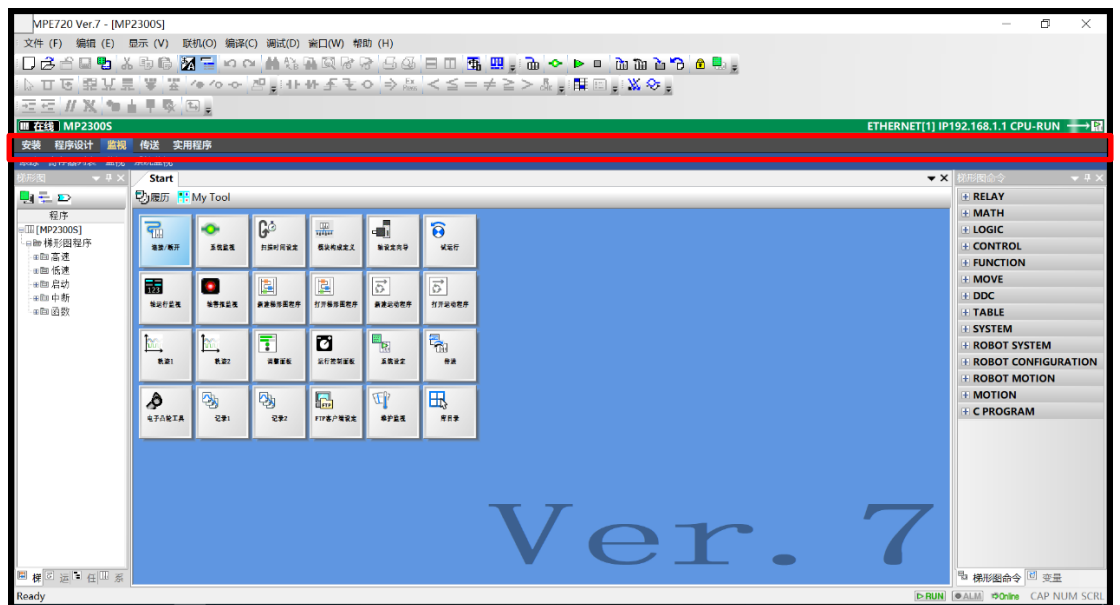 MPE720 Ver.7 - [MP2300S]
文件 (F) 编辑 (E) 显示 (V) 联机(O) 编译(C) 调试(D) 窗口(W) 帮助 (H)
在线 MP2300S
ETHERNET[1] IP192.168.1.1 CPU-RUN
安装 程序设计 监视 传送 实用程序
梯形图
Start
梯形图命令
履历 My Tool
程序
[MP2300S]
梯形图程序
高速
低速
启动
中断
函数
连接/断开 系统监视 扫描时间设定 模块构成定义 轴设定向导 试运行
轴运行监视 轴警报监视 新建梯形图程序 打开梯形图程序 新建运动程序 打开运动程序
轨迹1 轨迹2 调整面板 运行控制面板 系统设定 传送
电子凸轮工具 记录1 记录2 FTP客户端设定 维护监视 库目录
RELAY
MATH
LOGIC
CONTROL
FUNCTION
MOVE
DDC
TABLE
SYSTEM
ROBOT SYSTEM
ROBOT CONFIGURATION
ROBOT MOTION
MOTION
C PROGRAM
Ver. 7
梯 运 任 系
梯形图命令 变量
Ready
RUN ALM Online CAP NUM SCRL